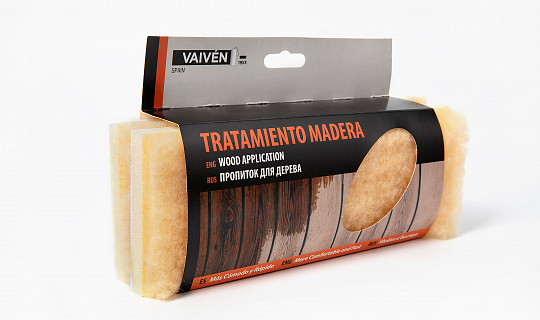 VAIVÉN
SPAIN
TRATAMIENTO MADERA
ENG WOOD APPLICATION
RUS ПРОПИТОК ДЛЯ ДЕРЕВА
ES Más Cómodo y Rápido
ENG More Comfortable and Fast